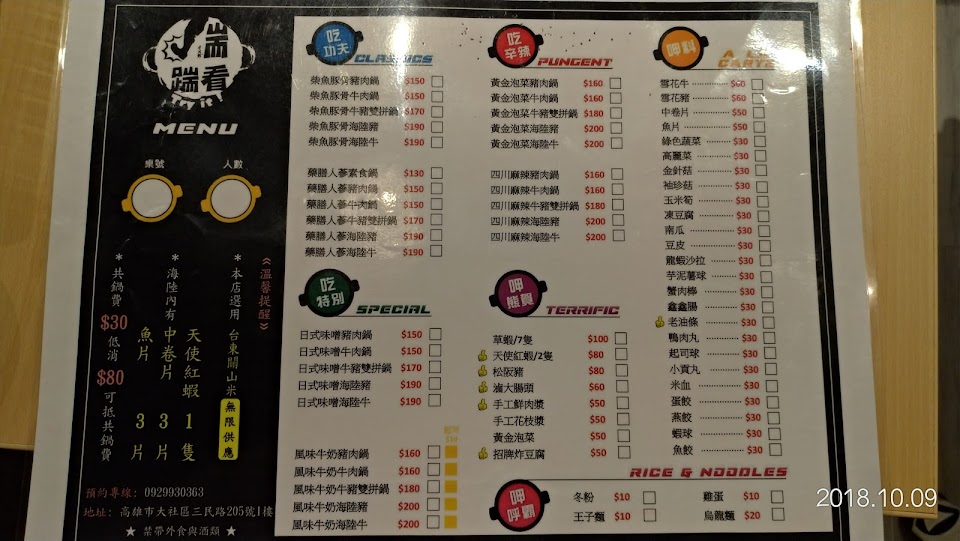 喘
踹 看
Try it!
MENU
桌號
人數
《溫馨提醒》
*本店選用 台東關山米
無限供應
*海陸內有
天使紅蝦 1 隻
中卷片 3 片
魚片 3 片
*共鍋費 $30 低消 $80 可抵共鍋費
預約專線: 0929930363
地址: 高雄市大社區三民路205號1樓
★ 禁帶外食與酒類 ★
吃
功夫
CLASSICS
柴魚豚骨豬肉鍋 $150
柴魚豚骨牛肉鍋 $150
柴魚豚骨牛豬雙拼鍋 $170
柴魚豚骨海陸豬 $190
柴魚豚骨海陸牛 $190
藥膳人蔘素食鍋 $130
藥膳人蔘豬肉鍋 $150
藥膳人蔘牛肉鍋 $150
藥膳人蔘牛豬雙拼鍋 $170
藥膳人蔘海陸豬 $190
藥膳人蔘海陸牛 $190
吃
特別
SPECIAL
日式味噌豬肉鍋 $150
日式味噌牛肉鍋 $150
日式味噌牛豬雙拼鍋 $170
日式味噌海陸豬 $190
日式味噌海陸牛 $190
風味牛奶豬肉鍋 $160
風味牛奶牛肉鍋 $160
風味牛奶牛豬雙拼鍋 $180
風味牛奶海陸豬 $200
風味牛奶海陸牛 $200
吃
辛辣
PUNGENT
黃金泡菜豬肉鍋 $160
黃金泡菜牛肉鍋 $160
黃金泡菜牛豬雙拼鍋 $180
黃金泡菜海陸豬 $200
黃金泡菜海陸牛 $200
四川麻辣豬肉鍋 $160
四川麻辣牛肉鍋 $160
四川麻辣牛豬雙拼鍋 $180
四川麻辣海陸豬 $200
四川麻辣海陸牛 $200
呷
態質
TERRIFIC
草蝦/7隻 $100
天使紅蝦/2隻 $80
松阪豬 $80
滷大腸頭 $60
手工鮮肉漿 $50
手工花枝漿 $50
黃金泡菜 $50
招牌炸豆腐 $50
呷料
A LA
CARTE
雪花牛 $60
雪花豬 $60
中卷片 $50
魚片 $50
綠色蔬菜 $30
高麗菜 $30
金針菇 $30
袖珍菇 $30
玉米筍 $30
凍豆腐 $30
南瓜 $30
豆皮 $30
龍蝦沙拉 $30
芋泥薯球 $30
蟹肉棒 $30
鑫鑫腸 $30
老油條 $30
鴨肉丸 $30
起司球 $30
小貢丸 $30
米血 $30
蛋餃 $30
燕餃 $30
蝦球 $30
魚餃 $30
呷
呼霸
RICE & NOODLES
冬粉 $10
雞蛋 $10
王子麵 $10
烏龍麵 $20
2018.10.09